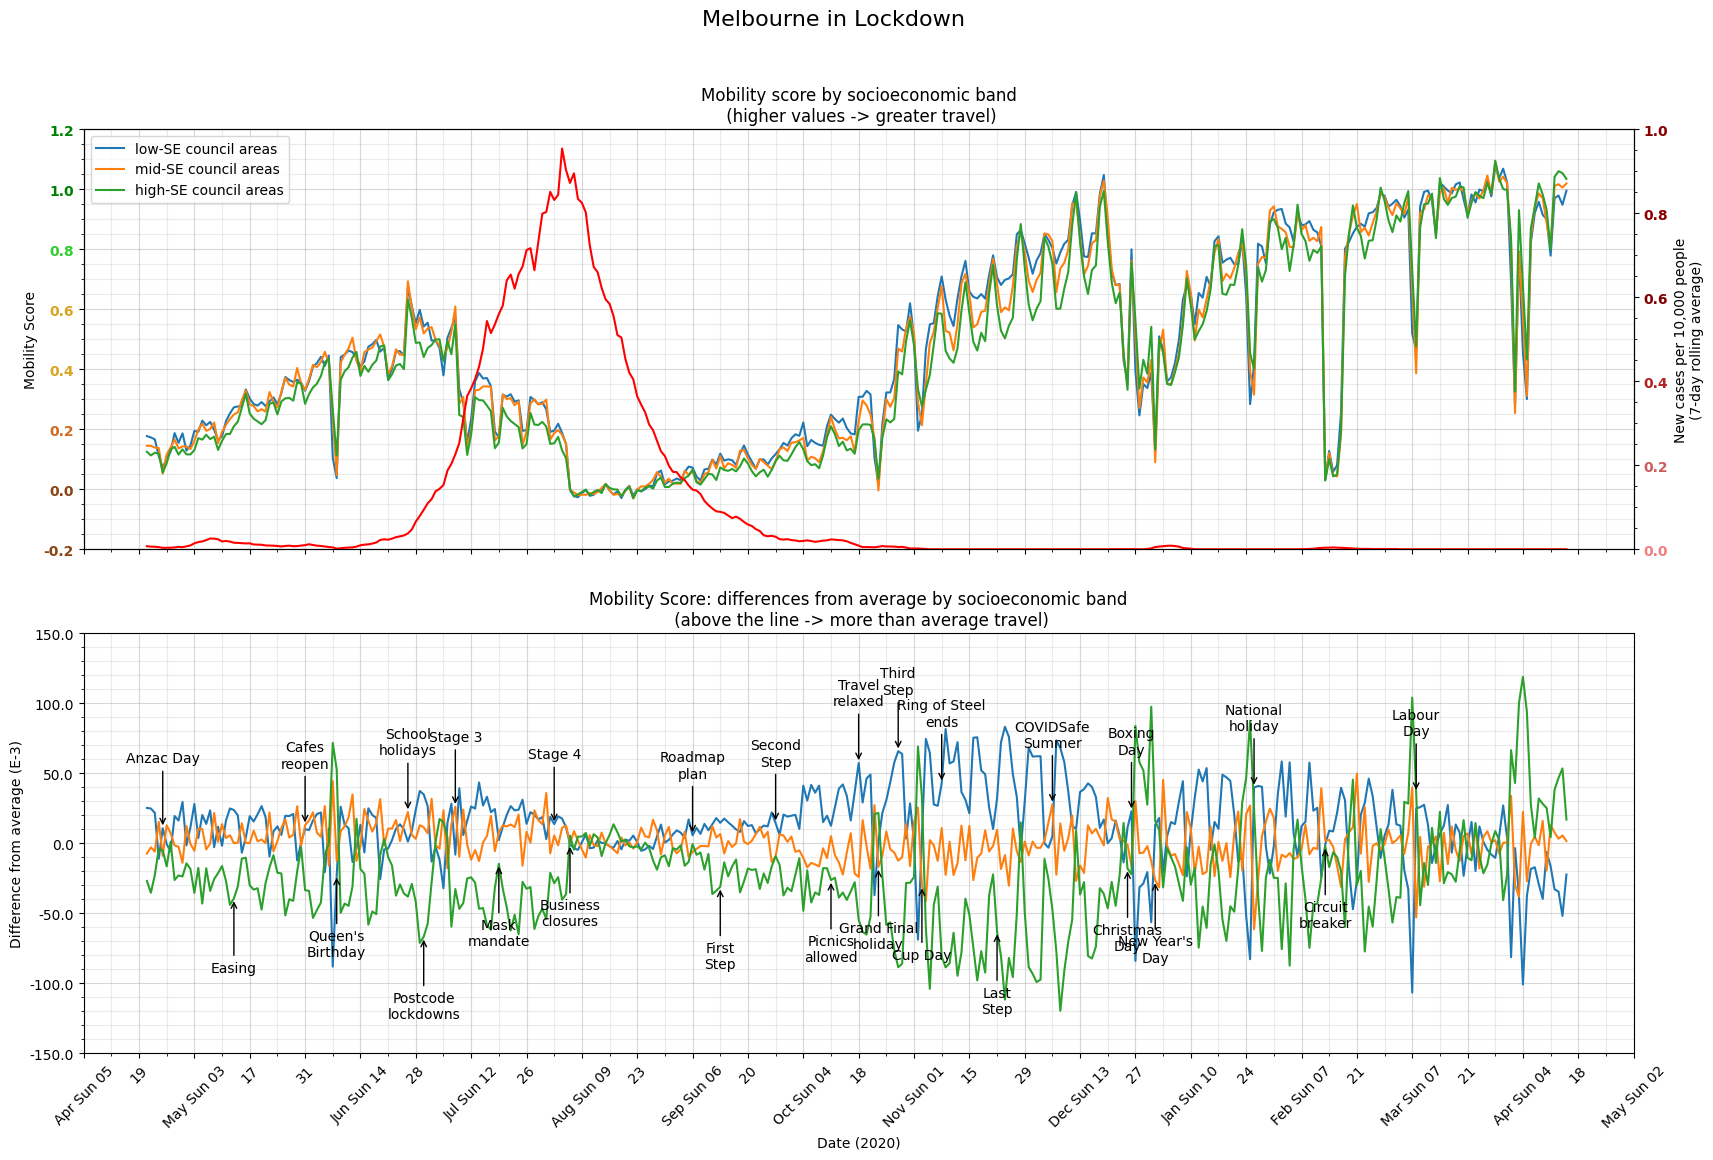 Melbourne in Lockdown
Mobility score by socioeconomic band
(higher values -> greater travel)
1.2
1.0
0.8
0.6
0.4
0.2
0.0
-0.2
Mobility Score
low-SE council areas
mid-SE council areas
high-SE council areas
1.0
0.8
0.6
0.4
0.2
0.0
New cases per 10,000 people
(7-day rolling average)
Mobility Score: differences from average by socioeconomic band
(above the line -> more than average travel)
150.0
100.0
50.0
0.0
-50.0
-100.0
-150.0
Difference from average (E-3)
Anzac Day
Easing
Cafes
reopen
Queen's
Birthday
School
holidays
Postcode
lockdowns
Stage 3
Mask
mandate
Stage 4
Business
closures
Roadmap
plan
First
Step
Second
Step
Picnics
allowed
Travel
relaxed
Grand Final
holiday
Third
Step
Cup Day
Ring of Steel
ends
Last
Step
COVIDSafe
Summer
Christmas
Day
Boxing
Day
New Year's
Day
National
holiday
Circuit
breaker
Labour
Day
Apr Sun 05
19
May Sun 03
17
31
Jun Sun 14
28
Jul Sun 12
26
Aug Sun 09
23
Sep Sun 06
20
Oct Sun 04
18
Nov Sun 01
15
29
Dec Sun 13
27
Jan Sun 10
24
Feb Sun 07
21
Mar Sun 07
21
Apr Sun 04
18
May Sun 02
Date (2020)